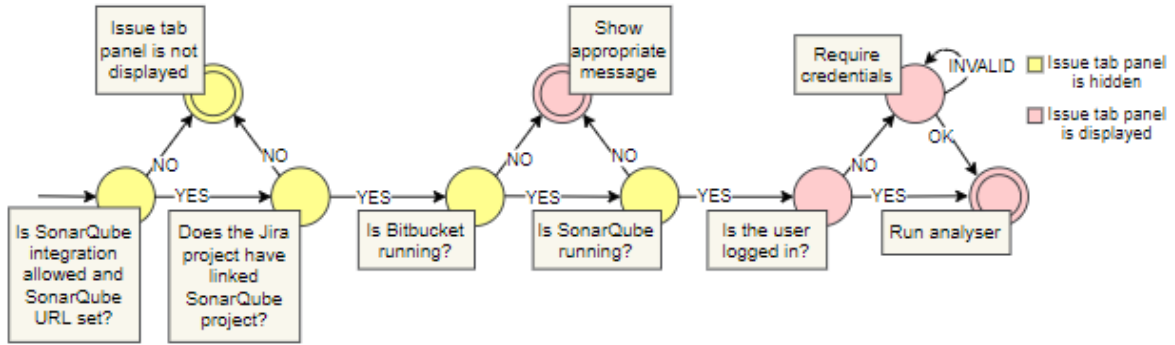 Issue tab
panel is not
displayed
Show
appropriate
message
Require
credentials
INVALID
Issue tab panel
is hidden
Issue tab panel
is displayed
OK
NO
NO
NO
NO
NO
YES
YES
YES
YES
YES
Is SonarQube
integration
allowed and
SonarQube
URL set?
Does the Jira
project have
linked
SonarQube
project?
Is Bitbucket
running?
Is SonarQube
running?
Is the user
logged in?
Run analyser